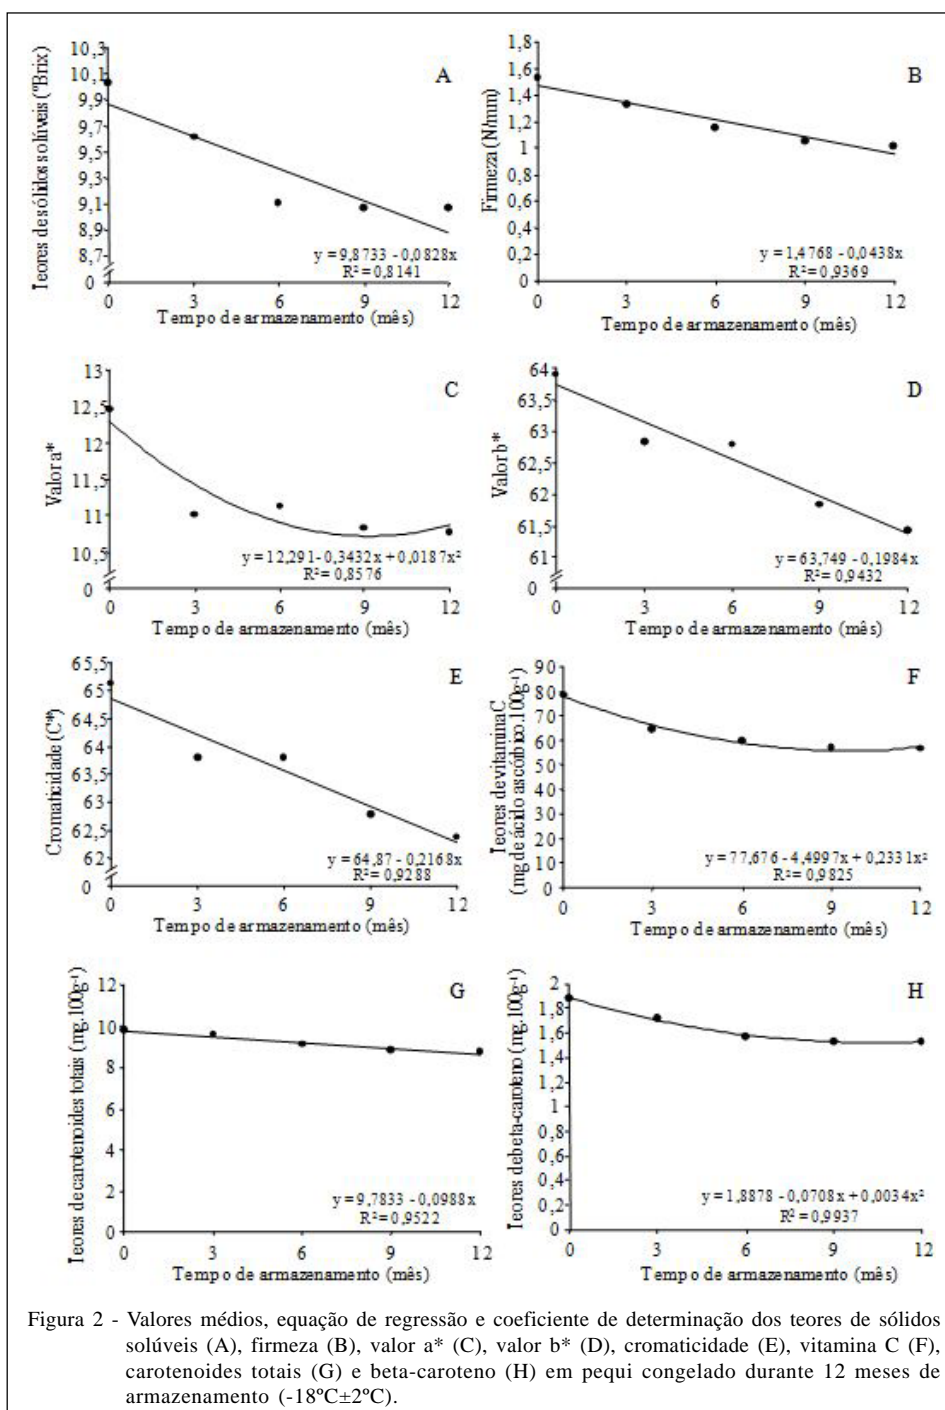 A
Teores de sólidos solúveis (ºBrix)
10,3
10,1
9,9
9,7
9,5
9,3
9,1
8,9
8,7
0
y = 9,8733 - 0,0828x
R² = 0,8141
0 3 6 9 12
Tempo de armazenamento (mês)
B
Firmeza (N/mm)
1,8
1,6
1,4
1,2
1
0,8
0,6
0,4
0,2
0
y = 1,4768 - 0,0438x
R² = 0,9369
0 3 6 9 12
Tempo de armazenamento (mês)
C
Valor a*
13
12,5
12
11,5
11
10,5
0
y = 12,291 - 0,3432x + 0,0187x²
R² = 0,8576
0 3 6 9 12
Tempo de armazenamento (mês)
D
Valor b*
64
63,5
63
62,5
62
61,5
61
0
y = 63,749 - 0,1984x
R² = 0,9432
0 3 6 9 12
Tempo de armazenamento (mês)
E
Cromaticidade (C*)
65,5
65
64,5
64
63,5
63
62,5
62
0
y = 64,87 - 0,2168x
R² = 0,9288
0 3 6 9 12
Tempo de armazenamento (mês)
F
Teores de vitamina C
(mg de ácido ascórbico.100g⁻¹)
90
80
70
60
50
40
30
20
10
0
y = 77,676 - 4,4997x + 0,2331x²
R² = 0,9825
0 3 6 9 12
Tempo de armazenamento (mês)
G
Teores de carotenoides totais (mg.100g⁻¹)
12
10
8
6
4
2
0
y = 9,7833 - 0,0988x
R² = 0,9522
0 3 6 9 12
Tempo de armazenamento (mês)
H
Teores de beta-caroteno (mg.100g⁻¹)
2
1,8
1,6
1,4
1,2
1
0,8
0,6
0,4
0,2
0
y = 1,8878 - 0,0708x + 0,0034x²
R² = 0,9937
0 3 6 9 12
Tempo de armazenamento (mês)
Figura 2 - Valores médios, equação de regressão e coeficiente de determinação dos teores de sólidos
solúveis (A), firmeza (B), valor a* (C), valor b* (D), cromaticidade (E), vitamina C (F),
carotenoides totais (G) e beta-caroteno (H) em pequi congelado durante 12 meses de
armazenamento (-18ºC±2ºC).